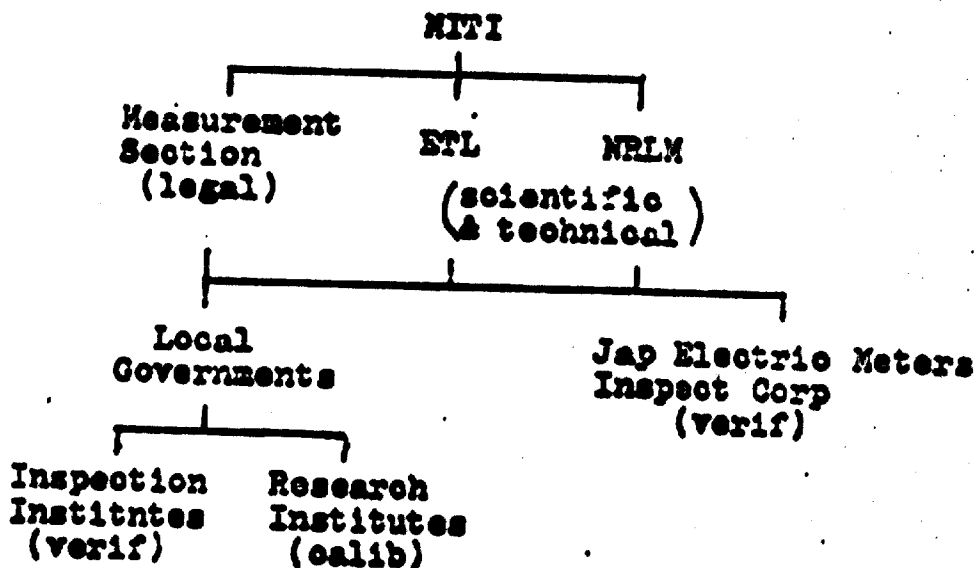 MITI
Measurement
Section
(legal)
ETL
NRLM
(scientific
& technical)
Local
Governments
Jap Electric Meters
Inspect Corp
(verif)
Inspection
Institntes
(verif)
Research
Institutes
(calib)